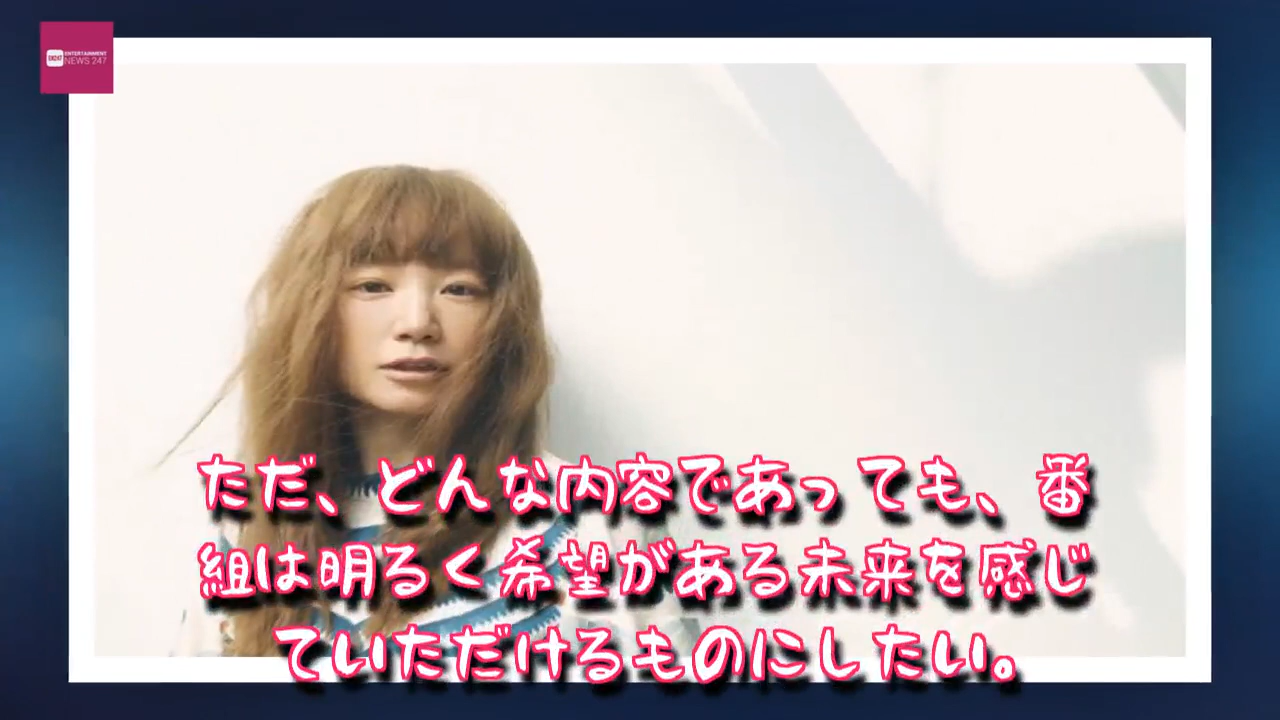 EN247 ENTERTAINMENT
NEWS 247
ただ、どんな内容であっても、番
組は明るく希望がある未来を感じ
ていただけるものにしたい。